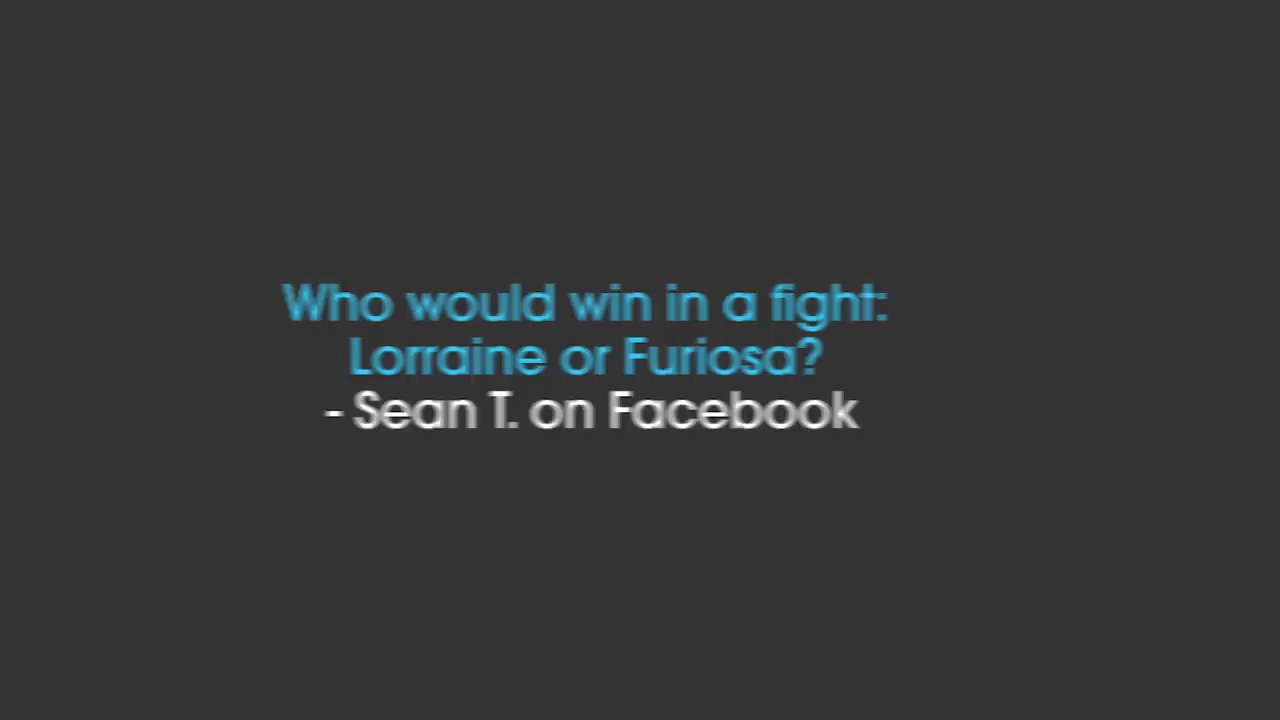 Who would win in a fight:
Lorraine or Furiosa?
- Sean T. on Facebook